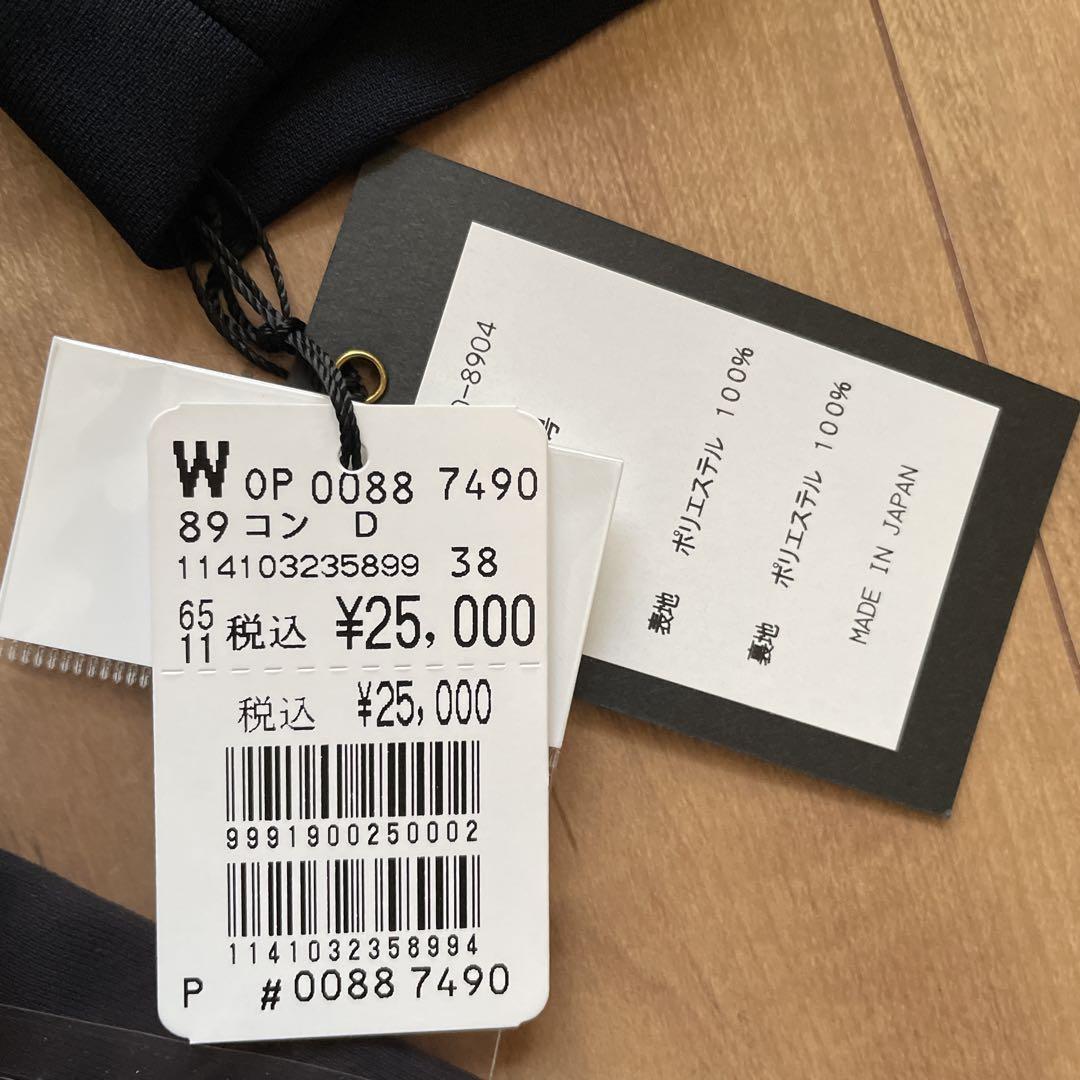 W OP 0088 7490
89 コン D
114103235899 38
65
11 税込 ¥25,000
税込 ¥25,000
9991900250002
1141032358994
P #0088 7490
-8904
号
表地 ポリエステル 100%
裏地 ポリエステル 100%
MADE IN JAPAN